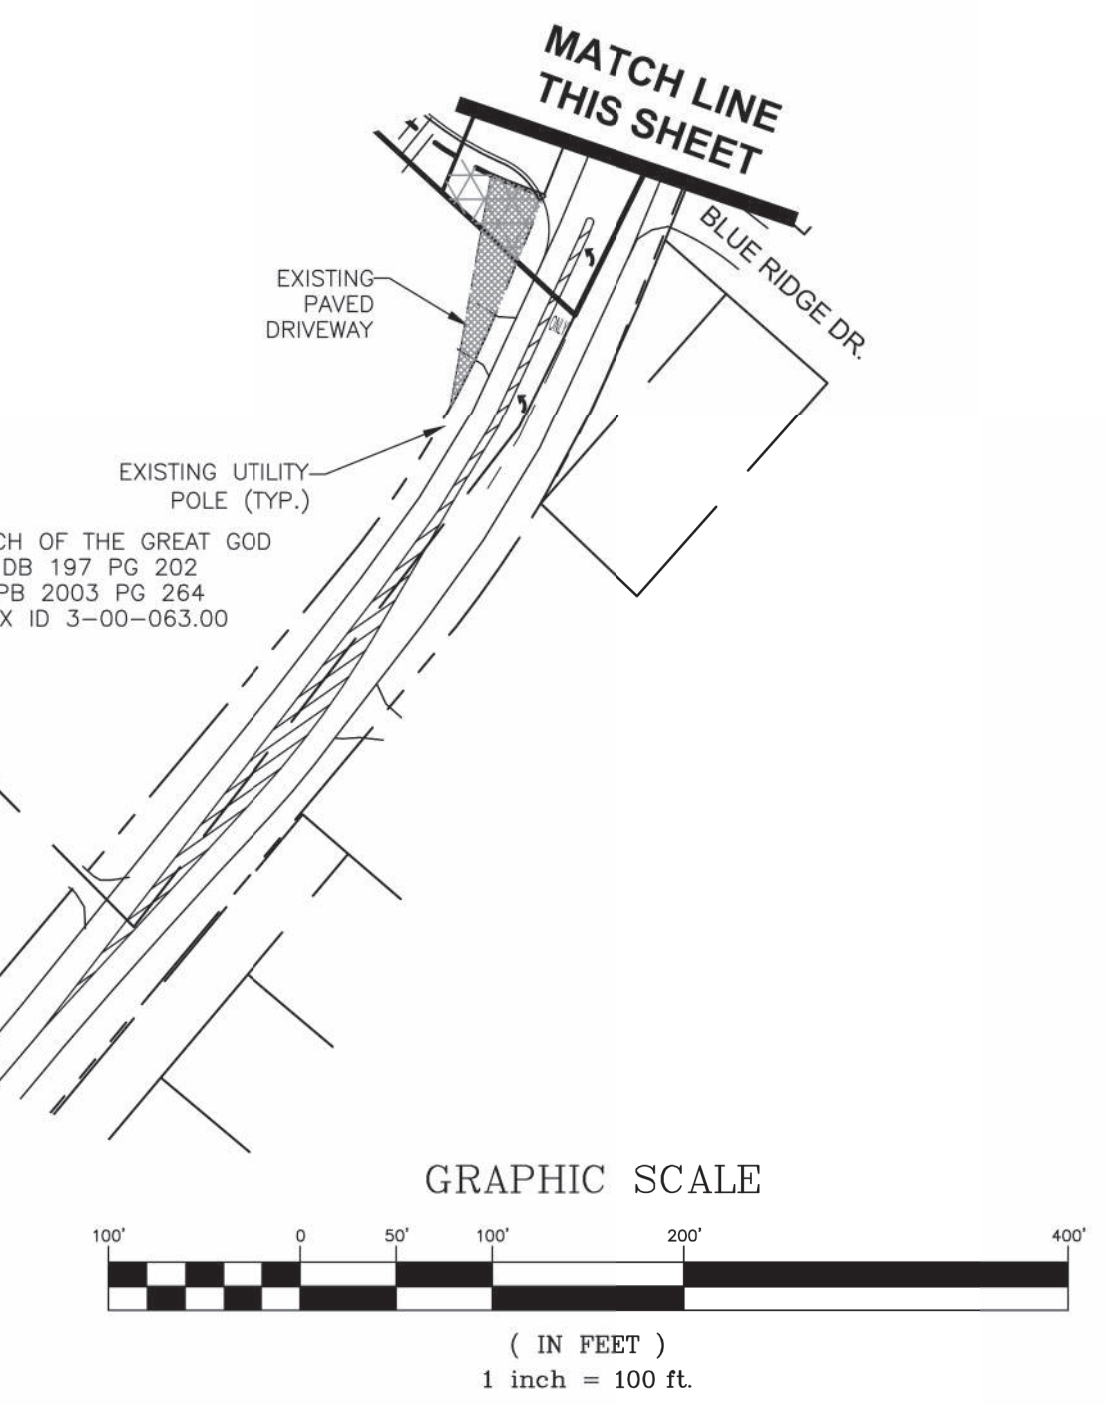 MATCH LINE
THIS SHEET
BLUE RIDGE DR.
EXISTING
PAVED
DRIVEWAY
ONLY
EXISTING UTILITY
POLE (TYP.)
CH OF THE GREAT GOD
DB 197 PG 202
PB 2003 PG 264
X ID 3-00-063.00
GRAPHIC SCALE
100' 0 50' 100' 200' 400'
( IN FEET )
1 inch = 100 ft.